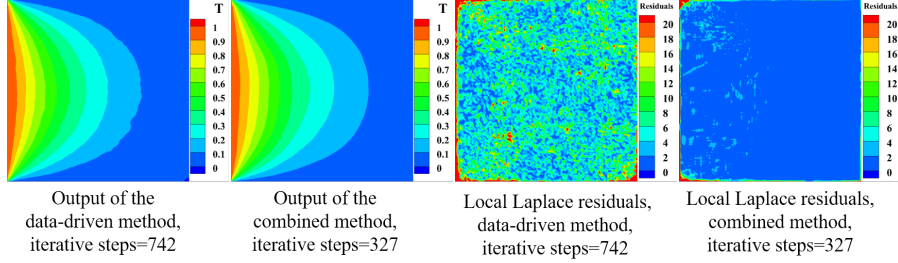 T
1
0.9
0.8
0.7
0.6
0.5
0.4
0.3
0.2
0.1
0
T
1
0.9
0.8
0.7
0.6
0.5
0.4
0.3
0.2
0.1
0
Residuals
20
18
16
14
12
10
8
6
4
2
0
Residuals
20
18
16
14
12
10
8
6
4
2
0
Output of the
data-driven method,
iterative steps=742
Output of the
combined method,
iterative steps=327
Local Laplace residuals,
data-driven method,
iterative steps=742
Local Laplace residuals,
combined method,
iterative steps=327